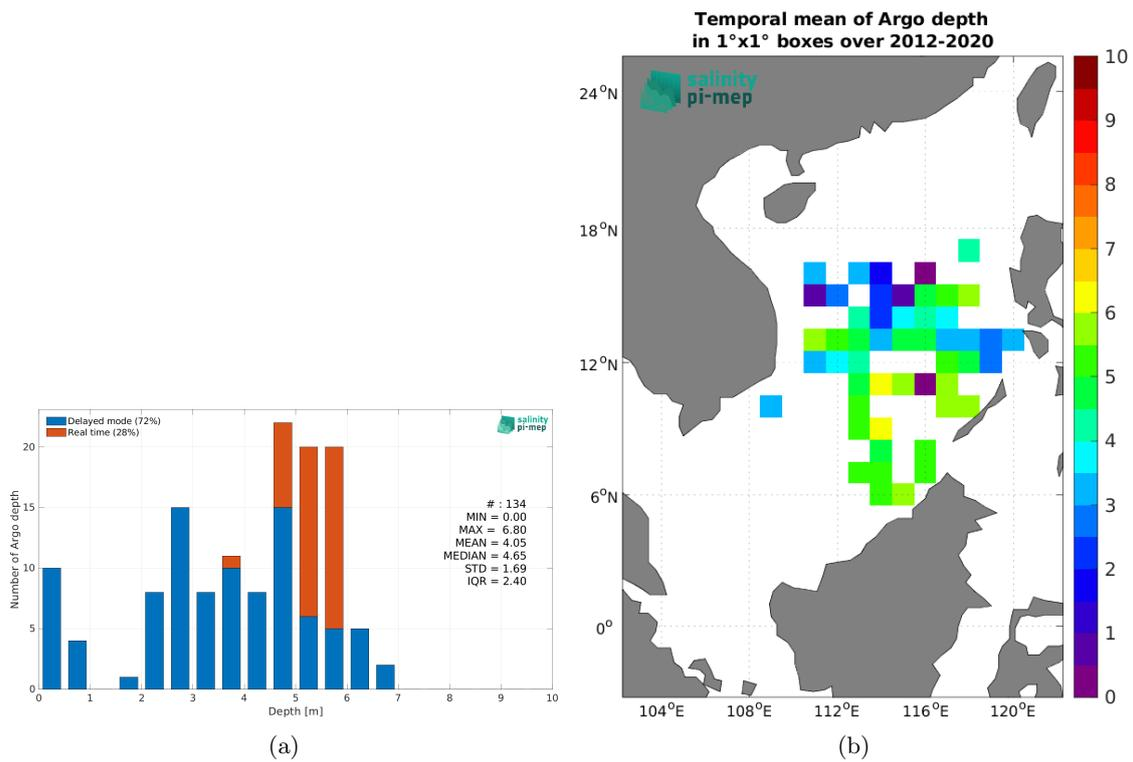 Delayed mode (72%)
Real time (28%)
salinity
pi-mep
Number of Argo depth
20
15
10
5
0
# : 134
MIN = 0.00
MAX = 6.80
MEAN = 4.05
MEDIAN = 4.65
STD = 1.69
IQR = 2.40
0 1 2 3 4 5 6 7 8 9 10
Depth [m]
(a)
Temporal mean of Argo depth
in 1°x1° boxes over 2012-2020
salinity
pi-mep
24°N
18°N
12°N
6°N
0°
104°E 108°E 112°E 116°E 120°E
10
9
8
7
6
5
4
3
2
1
0
(b)